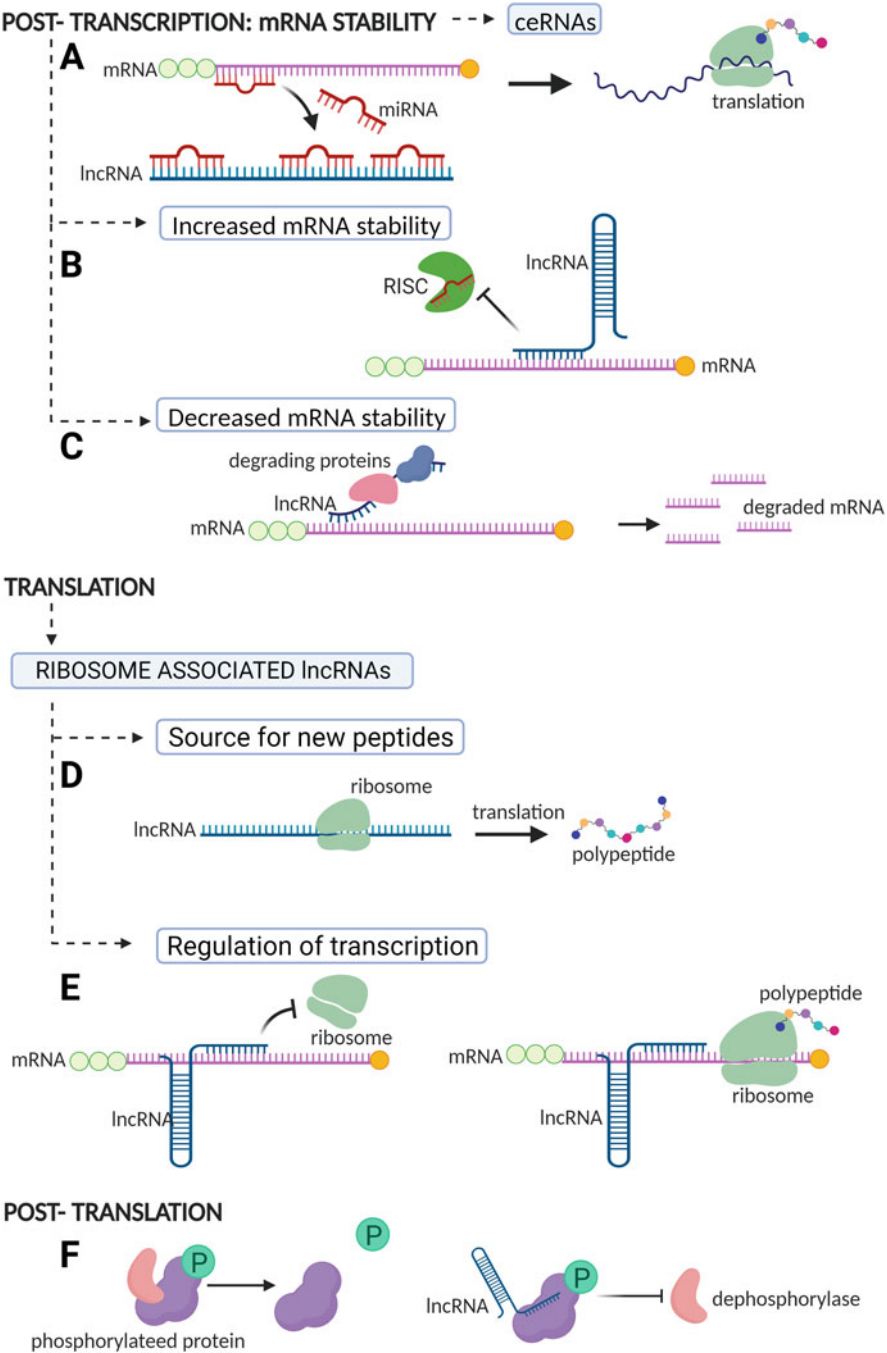 POST- TRANSCRIPTION: mRNA STABILITY
ceRNAs
A
mRNA
miRNA
translation
lncRNA
Increased mRNA stability
B
lncRNA
RISC
mRNA
Decreased mRNA stability
C
degrading proteins
lncRNA
mRNA
degraded mRNA
TRANSLATION
RIBOSOME ASSOCIATED lncRNAs
Source for new peptides
D
ribosome
lncRNA
translation
polypeptide
Regulation of transcription
E
ribosome
mRNA
lncRNA
polypeptide
mRNA
ribosome
lncRNA
POST- TRANSLATION
F
P
P
phosphorylateed protein
P
lncRNA
dephosphorylase